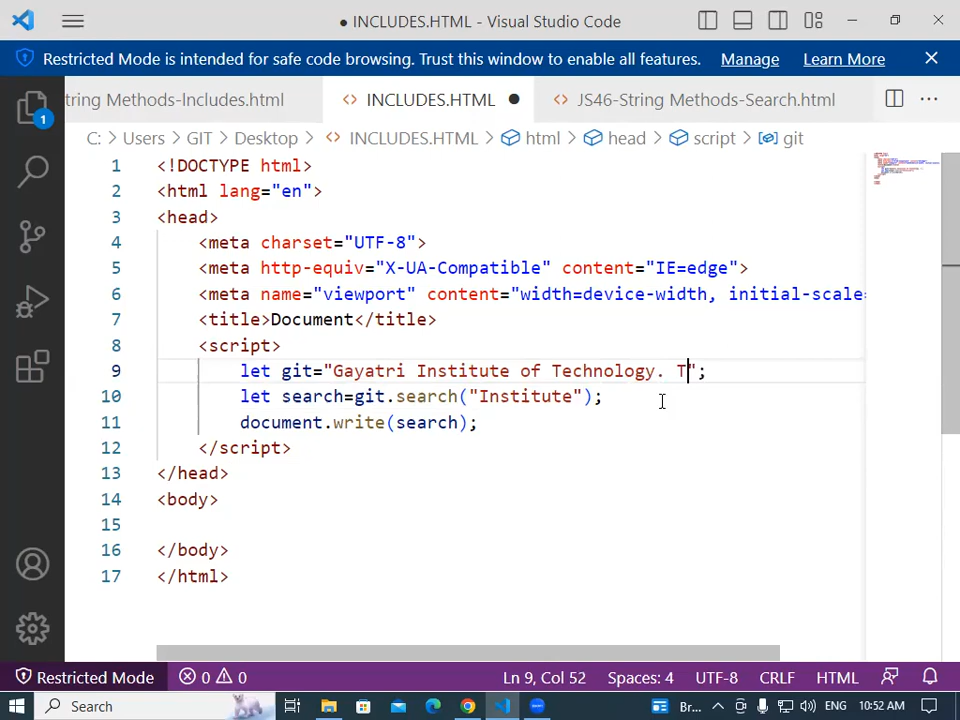 ● INCLUDES.HTML - Visual Studio Code
Restricted Mode is intended for safe code browsing. Trust this window to enable all features. Manage Learn More
tring Methods-Includes.html INCLUDES.HTML ● JS46-String Methods-Search.html ...
C: > Users > GIT > Desktop > INCLUDES.HTML > html > head > script > git
1 <!DOCTYPE html>
2 <html lang="en">
3 <head>
4 <meta charset="UTF-8">
5 <meta http-equiv="X-UA-Compatible" content="IE=edge">
6 <meta name="viewport" content="width=device-width, initial-scale=
7 <title>Document</title>
8 <script>
9 let git="Gayatri Institute of Technology. T";
10 let search=git.search("Institute");
11 document.write(search);
12 </script>
13 </head>
14 <body>
15
16 </body>
17 </html>
1
Restricted Mode 0 0 Ln 9, Col 52 Spaces: 4 UTF-8 CRLF HTML
Search Br... ENG 10:52 AM